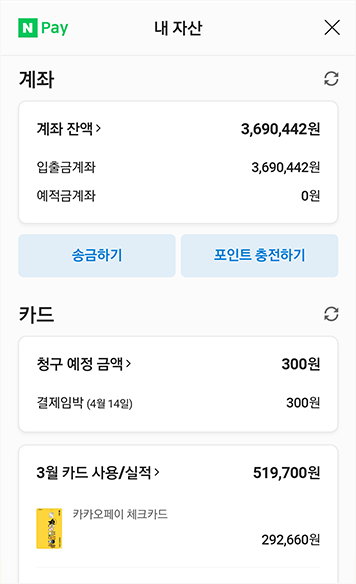 N Pay
내 자산
계좌
계좌 잔액 3,690,442원
입출금계좌 3,690,442원
예적금계좌 0원
송금하기 포인트 충전하기
카드
청구 예정 금액 300원
결제임박 (4월 14일) 300원
3월 카드 사용/실적 519,700원
카카오페이 체크카드
292,660원